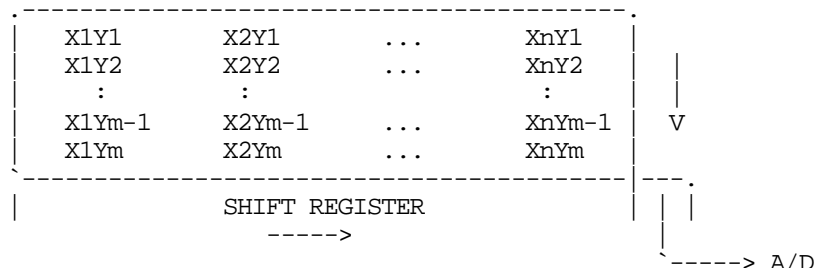 X1Y1 X2Y1 ... XnY1
X1Y2 X2Y2 ... XnY2
: : :
X1Ym-1 X2Ym-1 ... XnYm-1 V
X1Ym X2Ym ... XnYm
SHIFT REGISTER
-----> 
`-----> A/D